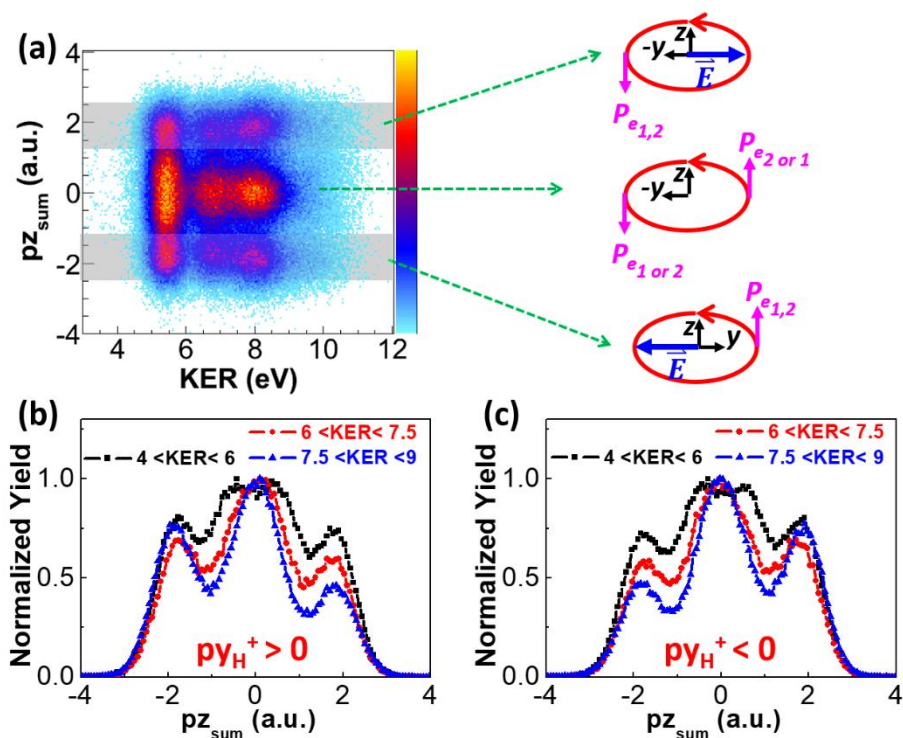 (a)
4
2
0
-2
-4
pz_sum (a.u.)
4 6 8 10 12
KER (eV)
z
-y
E
P_e1,2
z
-y
P_e2 or 1
P_e1 or 2
P_e1,2
z
y
E
(b)
6 <KER< 7.5
4 <KER< 6
7.5 <KER <9
1.0
0.5
0.0
Normalized Yield
py_H+ > 0
-4 -2 0 2 4
pz_sum (a.u.)
(c)
6 <KER< 7.5
4 <KER< 6
7.5 <KER< 9
1.0
0.5
0.0
Normalized Yield
py_H+ < 0
-4 -2 0 2 4
pz_sum (a.u.)